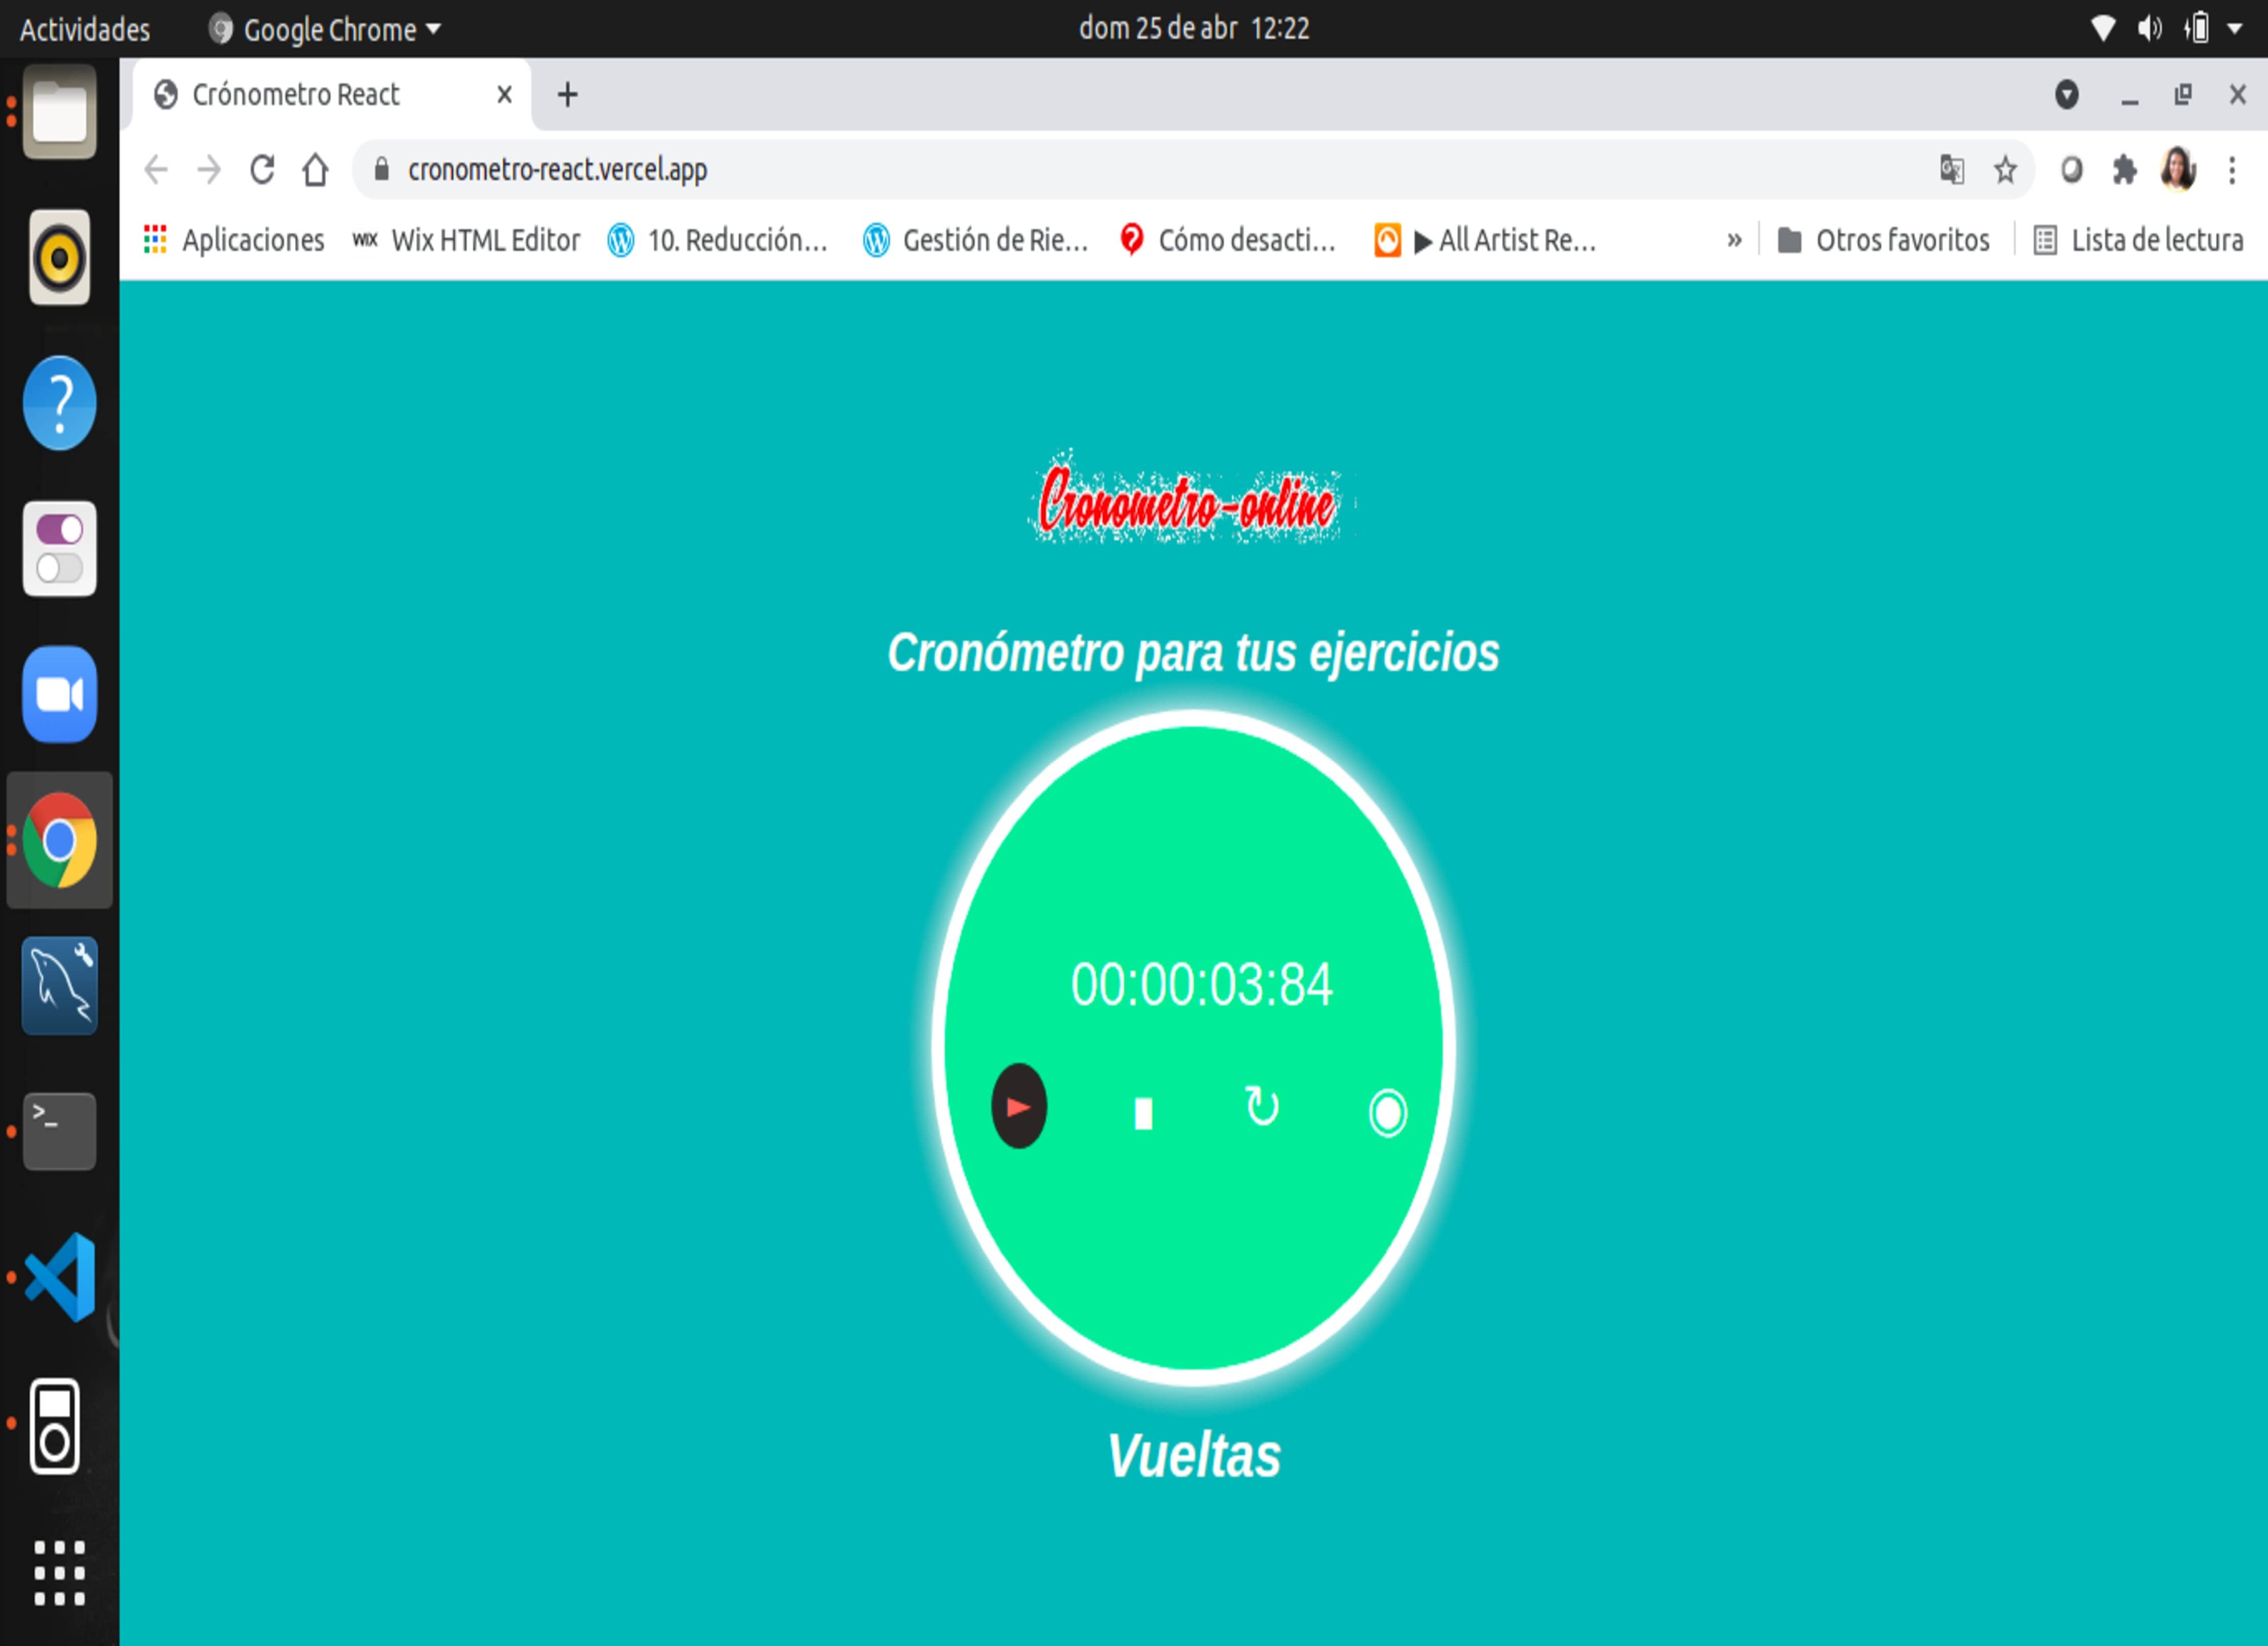 Actividades Google Chrome dom 25 de abr 12:22
Crónometro React
cronometro-react.vercel.app
Aplicaciones WIX Wix HTML Editor 10. Reducción... Gestión de Rie... Cómo desacti... ▶ All Artist Re... » Otros favoritos Lista de lectura
Cronometro-online
Cronómetro para tus ejercicios
00:00:03:84
Vueltas